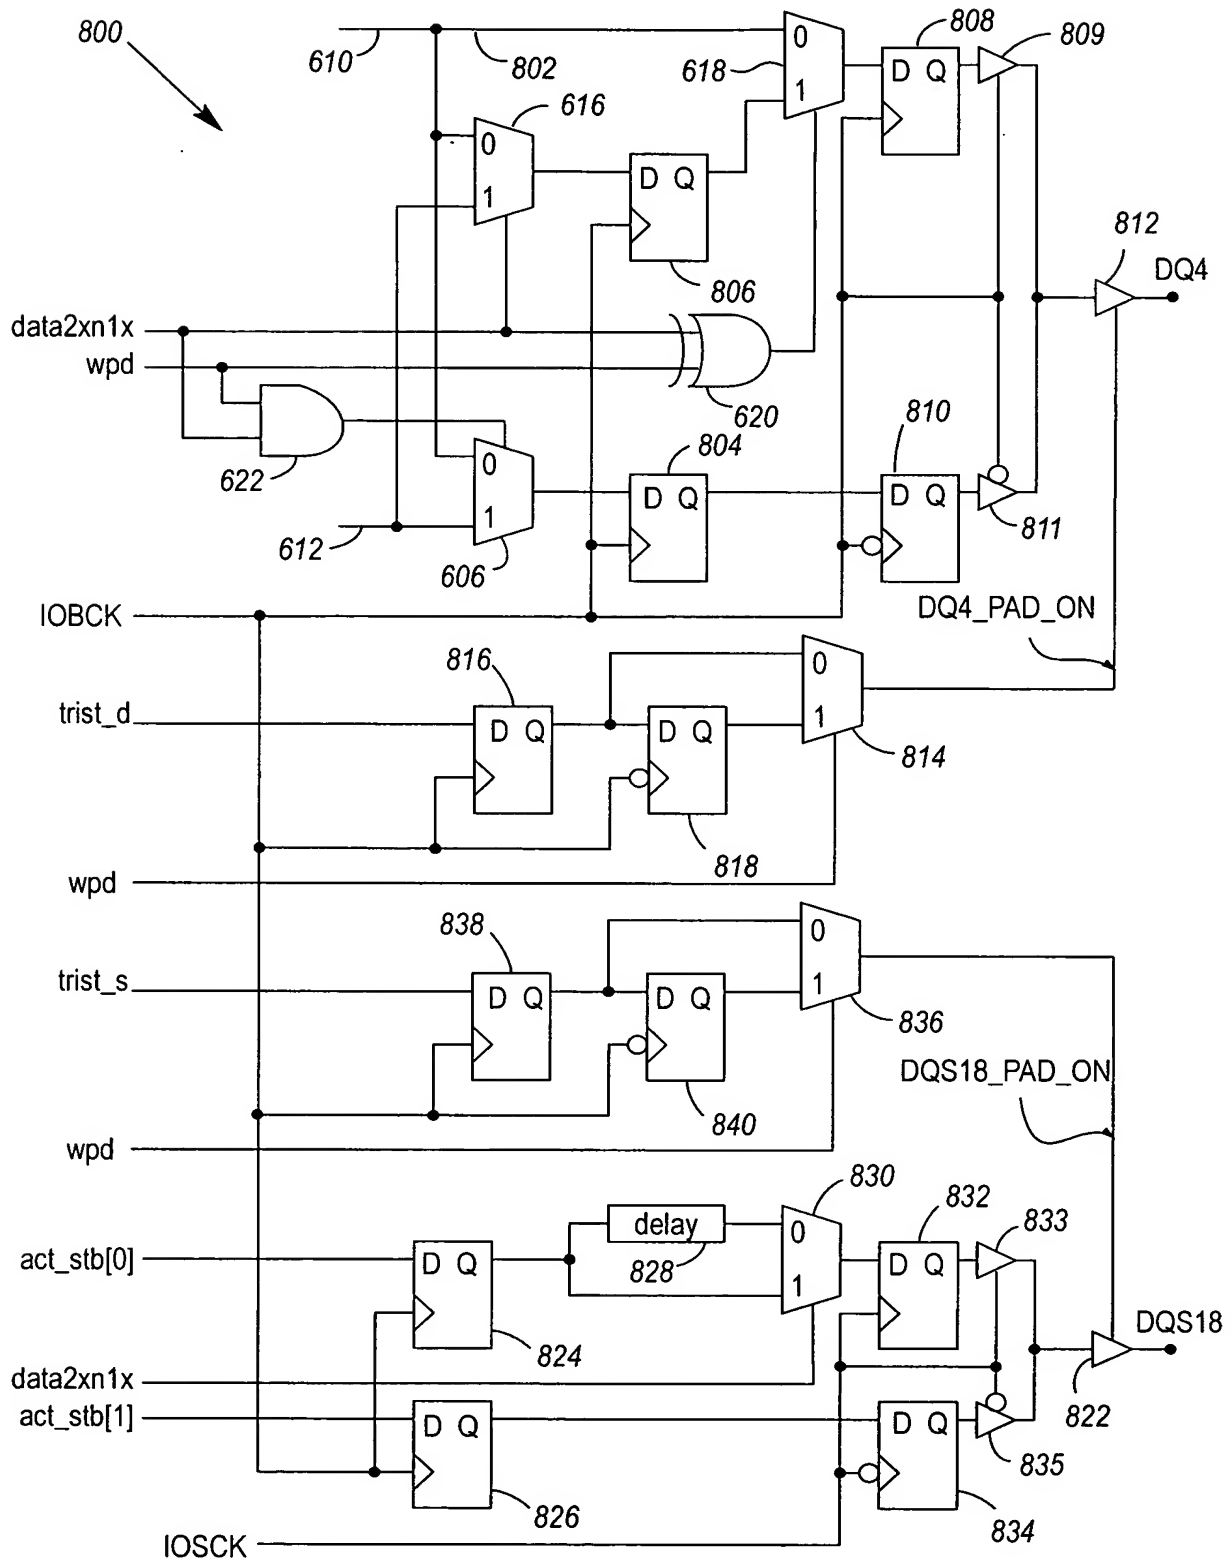 800
610
802
618
0
1
808
D Q
809
616
0
1
D Q
806
812
DQ4
data2xn1x
wpd
620
622
0
1
606
804
D Q
810
D Q
811
612
IOBCK
DQ4_PAD_ON
816
trist_d
D Q
D Q
818
0
1
814
wpd
838
trist_s
D Q
D Q
840
0
1
836
DQS18_PAD_ON
wpd
830
act_stb[0]
D Q
824
delay
828
0
1
832
D Q
833
DQS18
822
data2xn1x
act_stb[1]
D Q
826
D Q
834
835
IOSCK